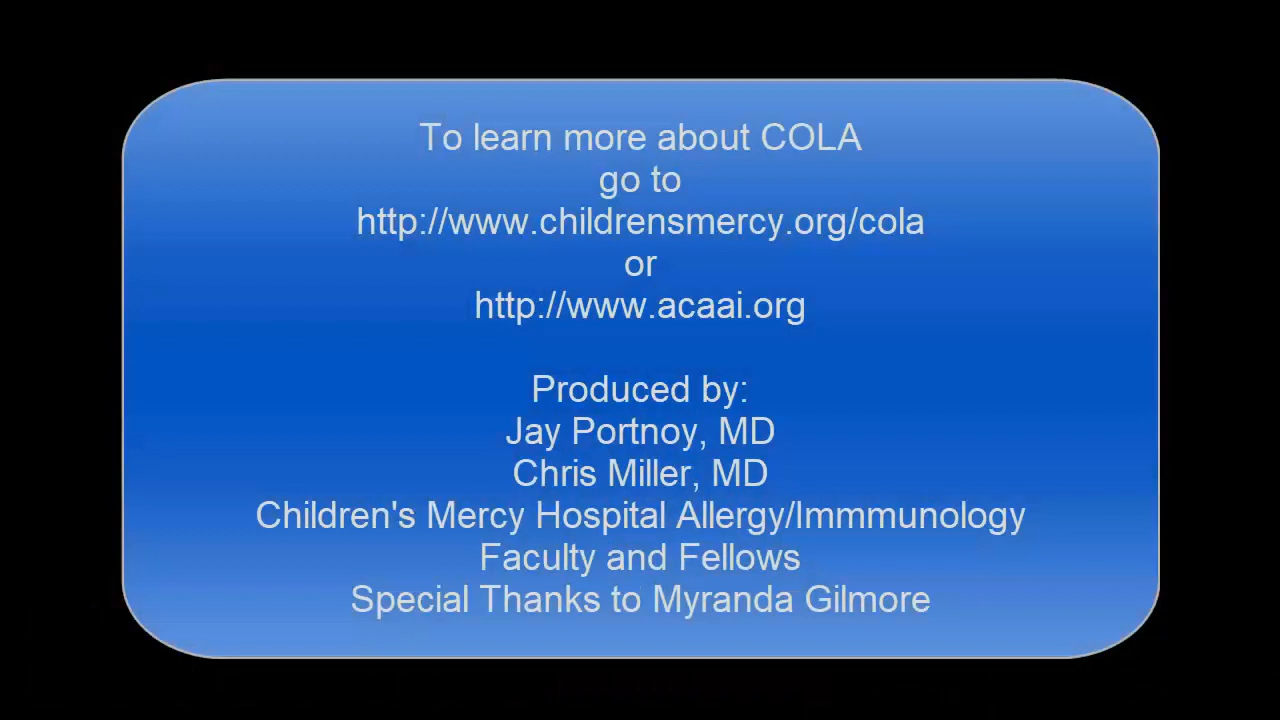 To learn more about COLA
go to
http://www.childrensmercy.org/cola
or
http://www.acaai.org
Produced by:
Jay Portnoy, MD
Chris Miller, MD
Children's Mercy Hospital Allergy/Immmunology
Faculty and Fellows
Special Thanks to Myranda Gilmore